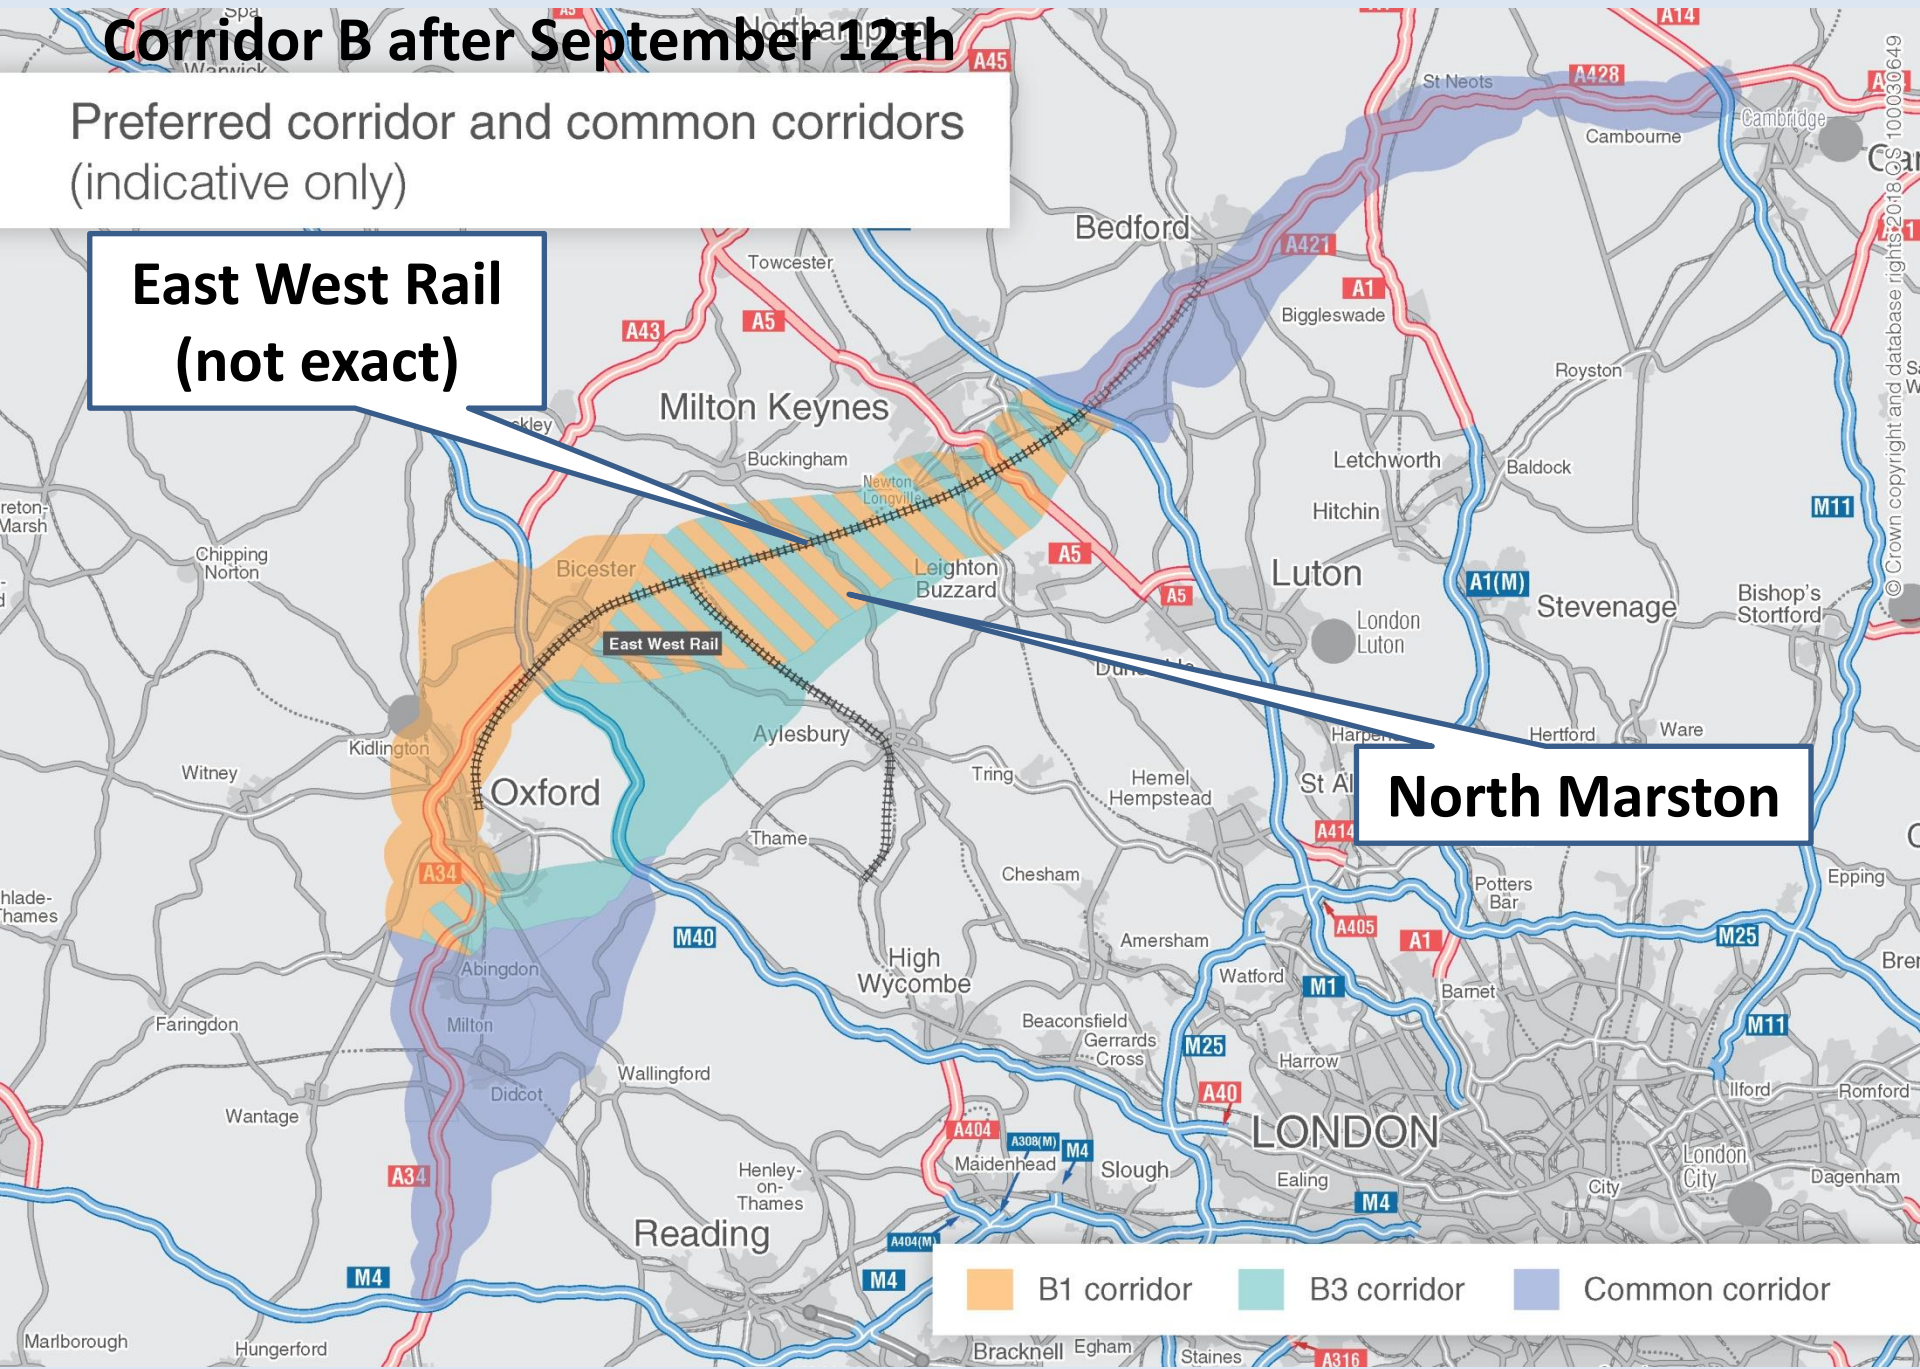 Corridor B after September 12th
Preferred corridor and common corridors
(indicative only)
East West Rail
(not exact)
North Marston
Northampton
Warwick
Spa
A5
A45
A14
A428
St Neots
Cambourne
Cambridge
Bedford
A421
A1
Biggleswade
Towcester
A43
A5
Royston
Milton Keynes
Buckingham
Newton
Longville
Letchworth
Baldock
Hitchin
M11
Chipping
Norton
Bicester
Leighton
Buzzard
A5
A5
Luton
A1(M)
Stevenage
London
Luton
Bishop's
Stortford
East West Rail
Kidlington
Aylesbury
Witney
Oxford
Tring
Hemel
Hempstead
Hertford
Ware
Thame
A414
A34
Chesham
Potters
Bar
Epping
M40
Amersham
A405
A1
M25
Abingdon
High
Wycombe
Watford
M1
Barnet
Faringdon
Milton
Beaconsfield
Gerrards
Cross
M25
Harrow
M11
Wallingford
Didcot
Wantage
A40
Ilford
Romford
A404
A308(M)
M4
LONDON
Maidenhead
Slough
Henley-
on-
Thames
A34
Ealing
City
London
City
Dagenham
M4
Reading
A404(M)
M4
M4
B1 corridor
B3 corridor
Common corridor
Marlborough
Hungerford
Bracknell
Egham
Staines
A316
© Crown copyright and database rights 2018 OS 100030649